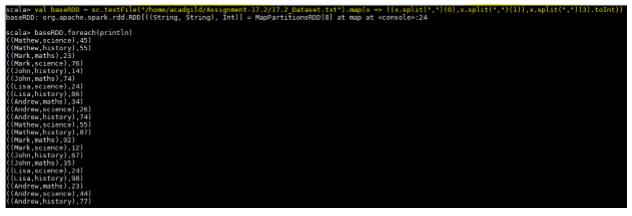 scala> val baseRDD = sc.textFile("/home/acadgild/Assignment-17.2/17.2_Dataset.txt").map(x => ((x.split(",")(0),x.split(",")(1)),x.split(",")(3).toInt))
baseRDD: org.apache.spark.rdd.RDD[((String, String), Int)] = MapPartitionsRDD[8] at map at <console>:24
scala> baseRDD.foreach(println)
((Mathew,science),45)
((Mathew,history),55)
((Mark,maths),23)
((Mark,science),76)
((John,history),14)
((John,maths),74)
((Lisa,science),24)
((Lisa,history),86)
((Andrew,maths),34)
((Andrew,science),26)
((Andrew,history),74)
((Mathew,science),55)
((Mathew,history),87)
((Mark,maths),92)
((Mark,science),12)
((John,history),67)
((John,maths),35)
((Lisa,science),24)
((Lisa,history),98)
((Andrew,maths),23)
((Andrew,science),44)
((Andrew,history),77)